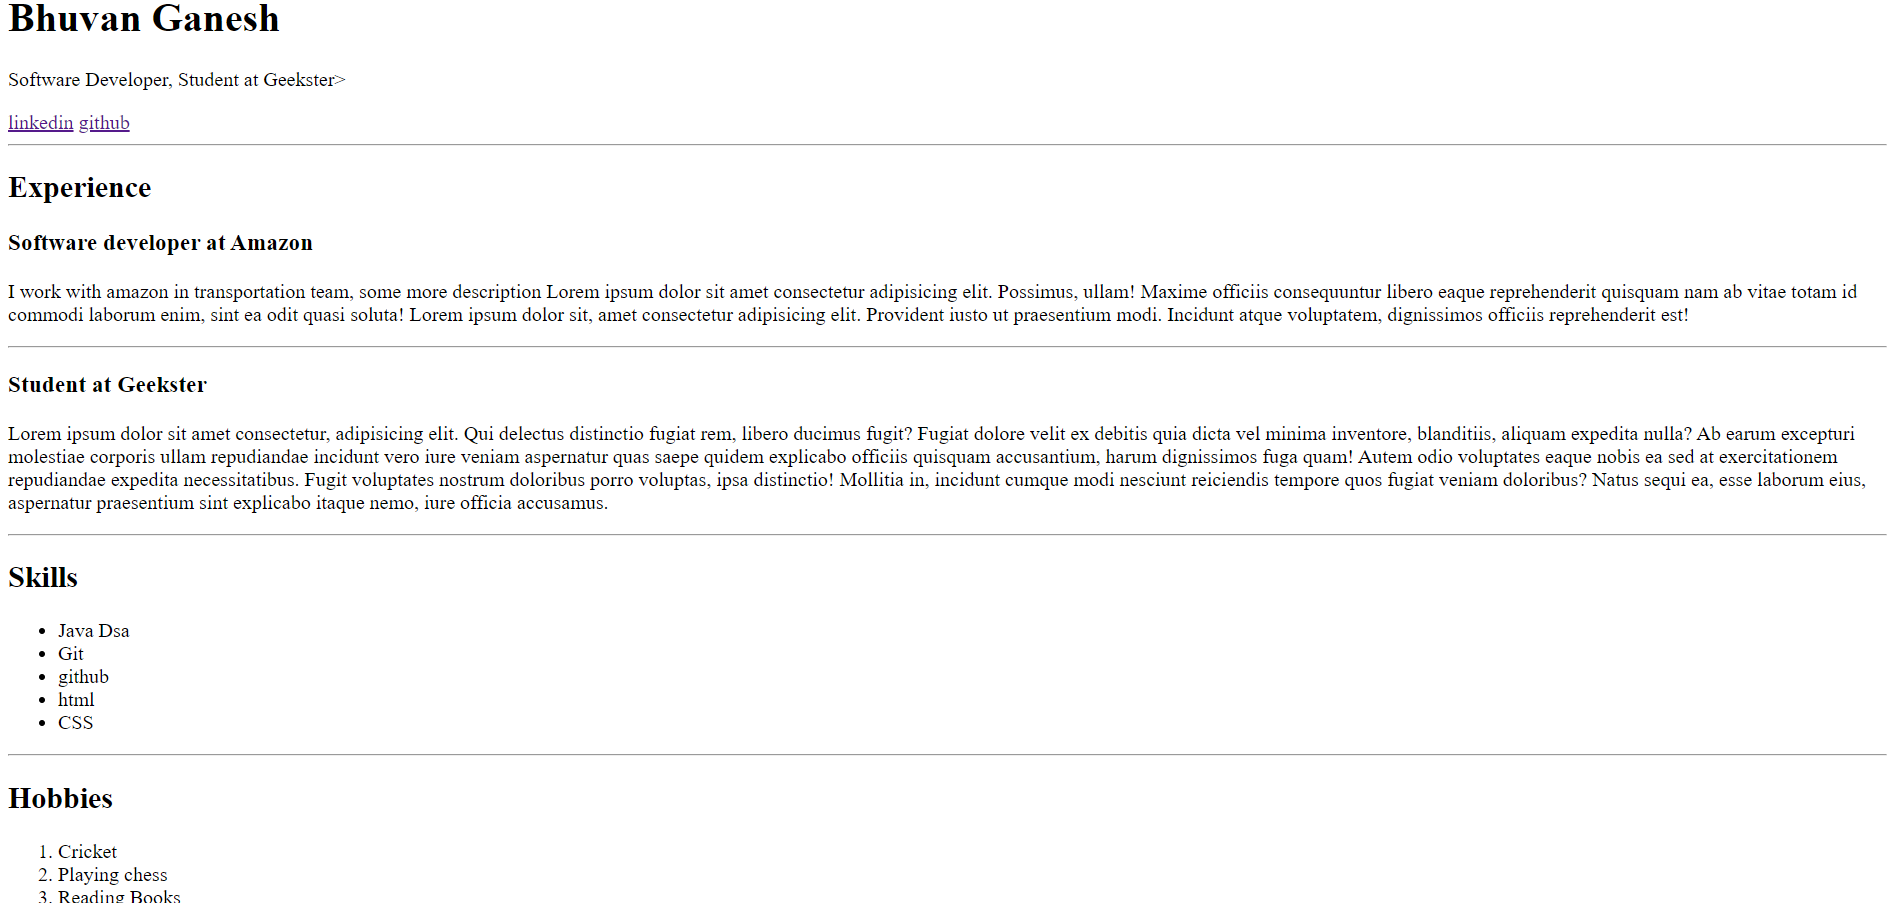 Bhuvan Ganesh
Software Developer, Student at Geekster>
linkedin github
Experience
Software developer at Amazon
I work with amazon in transportation team, some more description Lorem ipsum dolor sit amet consectetur adipisicing elit. Possimus, ullam! Maxime officiis consequuntur libero eaque reprehenderit quisquam nam ab vitae totam id
commodi laborum enim, sint ea odit quasi soluta! Lorem ipsum dolor sit, amet consectetur adipisicing elit. Provident iusto ut praesentium modi. Incidunt atque voluptatem, dignissimos officiis reprehenderit est!
Student at Geekster
Lorem ipsum dolor sit amet consectetur, adipisicing elit. Qui delectus distinctio fugiat rem, libero ducimus fugit? Fugiat dolore velit ex debitis quia dicta vel minima inventore, blanditiis, aliquam expedita nulla? Ab earum excepturi
molestiae corporis ullam repudiandae incidunt vero iure veniam aspernatur quas saepe quidem explicabo officiis quisquam accusantium, harum dignissimos fuga quam! Autem odio voluptates eaque nobis ea sed at exercitationem
repudiandae expedita necessitatibus. Fugit voluptates nostrum doloribus porro voluptas, ipsa distinctio! Mollitia in, incidunt cumque modi nesciunt reiciendis tempore quos fugiat veniam doloribus? Natus sequi ea, esse laborum eius,
aspernatur praesentium sint explicabo itaque nemo, iure officia accusamus.
Skills
• Java Dsa
• Git
• github
• html
• CSS
Hobbies
1. Cricket
2. Playing chess
3. Reading Books